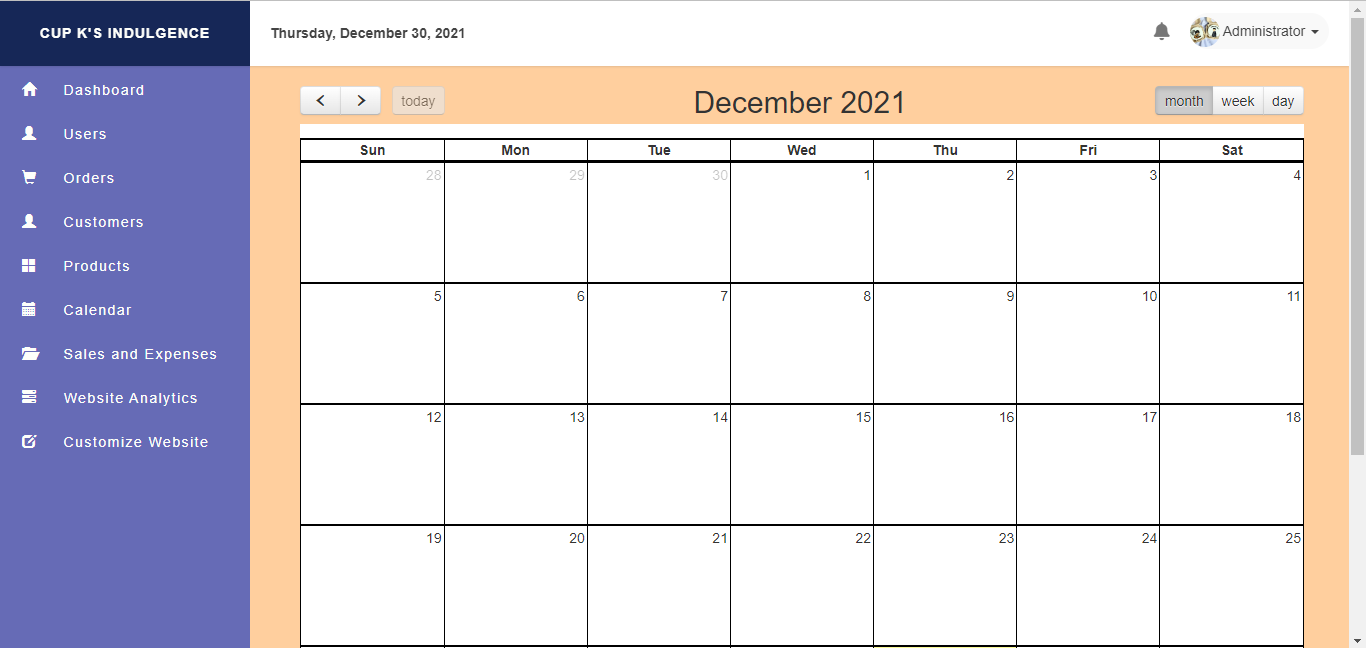 CUP K'S INDULGENCE
Thursday, December 30, 2021
Administrator
Dashboard
Users
Orders
Customers
Products
Calendar
Sales and Expenses
Website Analytics
Customize Website
today
December 2021
month week day
Sun Mon Tue Wed Thu Fri Sat
28 29 30 1 2 3 4
5 6 7 8 9 10 11
12 13 14 15 16 17 18
19 20 21 22 23 24 25